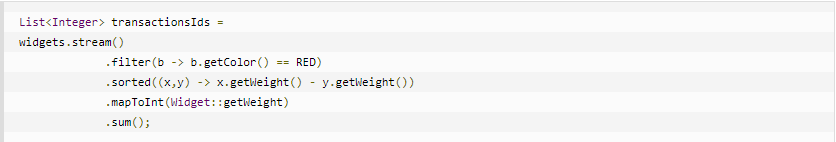 List<Integer> transactionsIds =
widgets.stream()
.filter(b -> b.getColor() == RED)
.sorted((x,y) -> x.getWeight() - y.getWeight())
.mapToInt(Widget::getWeight)
.sum();